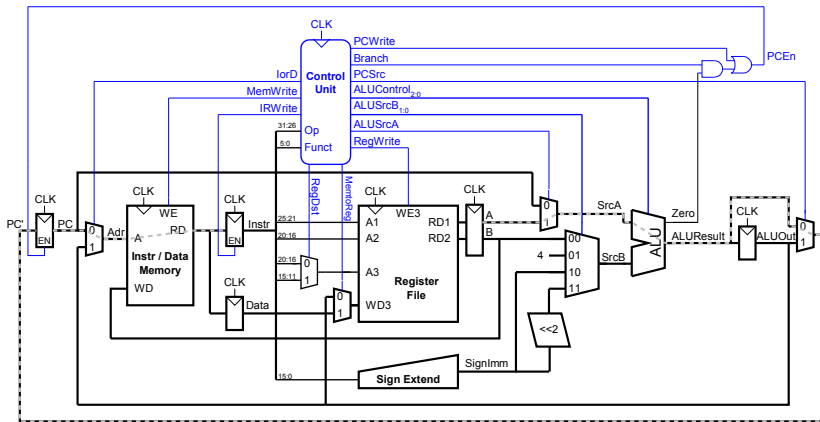 CLK
PCWrite
Branch
PCEn
IorD
Control
Unit
PCSrc
MemWrite
ALUControl2:0
IRWrite
ALUSrcB1:0
31:26
Op
ALUSrcA
5:0
Funct
RegWrite
RegDst
MemtoReg
CLK
CLK
CLK
CLK
CLK
CLK
PC'
PC
EN
0
1
Adr
WE
A
RD
Instr / Data
Memory
WD
EN
Instr
25:21
A1
WE3
RD1
A
0
1
SrcA
Zero
20:16
A2
RD2
B
00
ALU
ALUResult
ALUOut
0
1
4
01
SrcB
20:16
0
A3
10
15:11
1
Register
File
11
CLK
Data
0
1
WD3
<<2
SignImm
15:0
Sign Extend